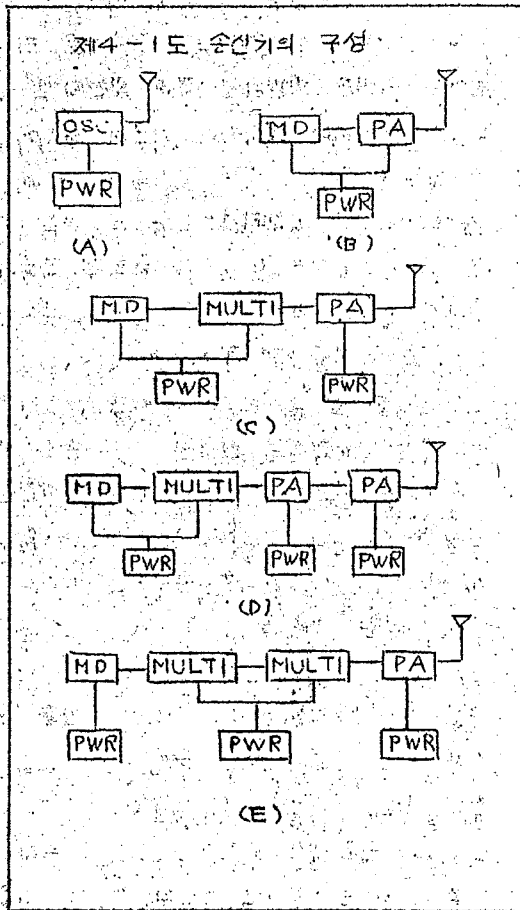 제4-1도 송신기의 구성
OSC
MD PA
PWR
PWR
(A)
(B)
MD MULTI PA
PWR PWR
(C)
MD MULTI PA PA
PWR PWR PWR
(D)
MD MULTI MULTI PA
PWR PWR PWR
(E)